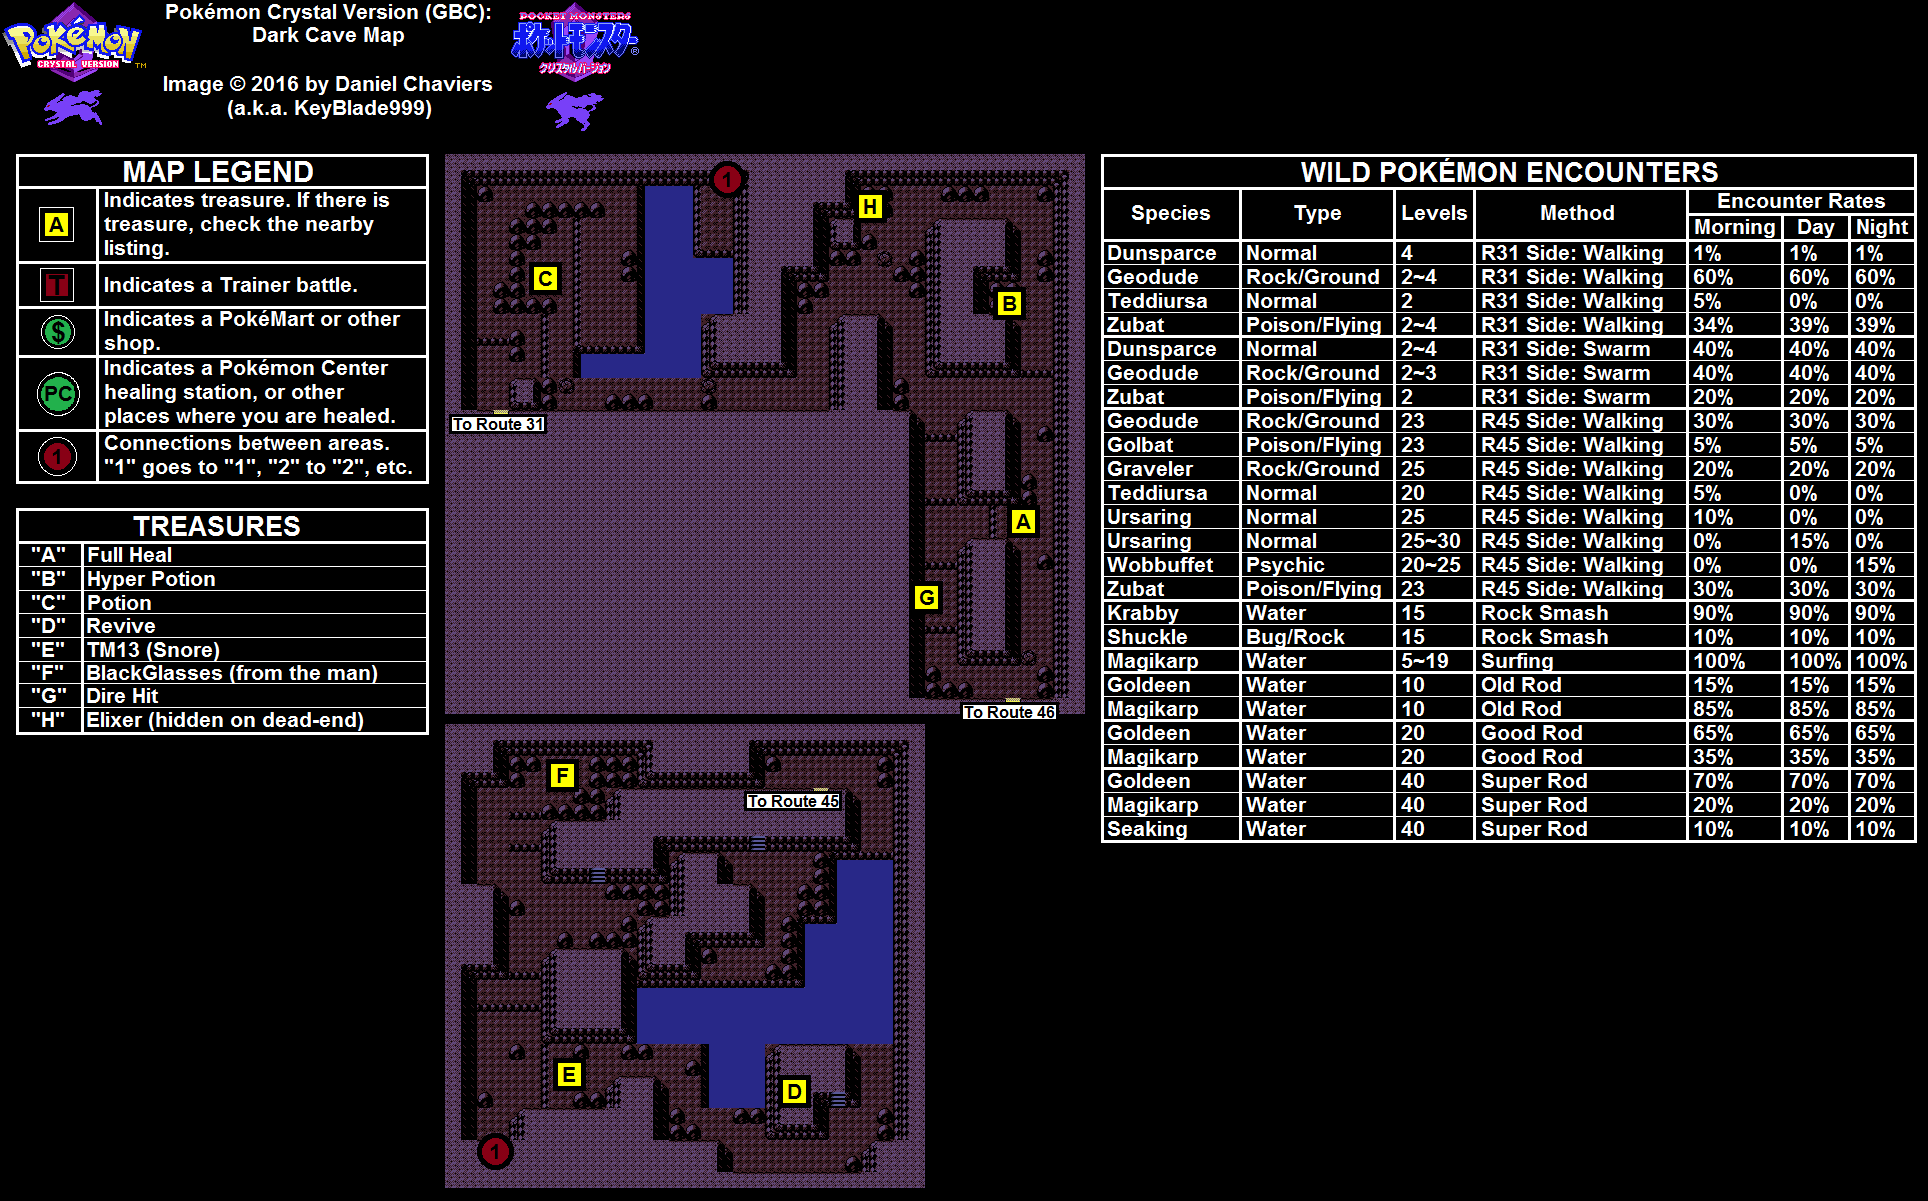 POKéMON
CRYSTAL VERSION
TM
Pokémon Crystal Version (GBC):
Dark Cave Map
Image © 2016 by Daniel Chaviers
(a.k.a. KeyBlade999)
POCKET MONSTERS
ポケットモンスター
®
クリスタルバージョン
MAP LEGEND
A Indicates treasure. If there is
treasure, check the nearby
listing.
T Indicates a Trainer battle.
$ Indicates a PokéMart or other
shop.
PC Indicates a Pokémon Center
healing station, or other
places where you are healed.
1 Connections between areas.
"1" goes to "1", "2" to "2", etc.
TREASURES
"A" Full Heal
"B" Hyper Potion
"C" Potion
"D" Revive
"E" TM13 (Snore)
"F" BlackGlasses (from the man)
"G" Dire Hit
"H" Elixer (hidden on dead-end)
1
H
C
B
To Route 31
A
G
To Route 46
F
To Route 45
E
D
1
WILD POKÉMON ENCOUNTERS
Species Type Levels Method Encounter Rates
Morning Day Night
Dunsparce Normal 4 R31 Side: Walking 1% 1% 1%
Geodude Rock/Ground 2~4 R31 Side: Walking 60% 60% 60%
Teddiursa Normal 2 R31 Side: Walking 5% 0% 0%
Zubat Poison/Flying 2~4 R31 Side: Walking 34% 39% 39%
Dunsparce Normal 2~4 R31 Side: Swarm 40% 40% 40%
Geodude Rock/Ground 2~3 R31 Side: Swarm 40% 40% 40%
Zubat Poison/Flying 2 R31 Side: Swarm 20% 20% 20%
Geodude Rock/Ground 23 R45 Side: Walking 30% 30% 30%
Golbat Poison/Flying 23 R45 Side: Walking 5% 5% 5%
Graveler Rock/Ground 25 R45 Side: Walking 20% 20% 20%
Teddiursa Normal 20 R45 Side: Walking 5% 0% 0%
Ursaring Normal 25 R45 Side: Walking 10% 0% 0%
Ursaring Normal 25~30 R45 Side: Walking 0% 15% 0%
Wobbuffet Psychic 20~25 R45 Side: Walking 0% 0% 15%
Zubat Poison/Flying 23 R45 Side: Walking 30% 30% 30%
Krabby Water 15 Rock Smash 90% 90% 90%
Shuckle Bug/Rock 15 Rock Smash 10% 10% 10%
Magikarp Water 5~19 Surfing 100% 100% 100%
Goldeen Water 10 Old Rod 15% 15% 15%
Magikarp Water 10 Old Rod 85% 85% 85%
Goldeen Water 20 Good Rod 65% 65% 65%
Magikarp Water 20 Good Rod 35% 35% 35%
Goldeen Water 40 Super Rod 70% 70% 70%
Magikarp Water 40 Super Rod 20% 20% 20%
Seaking Water 40 Super Rod 10% 10% 10%